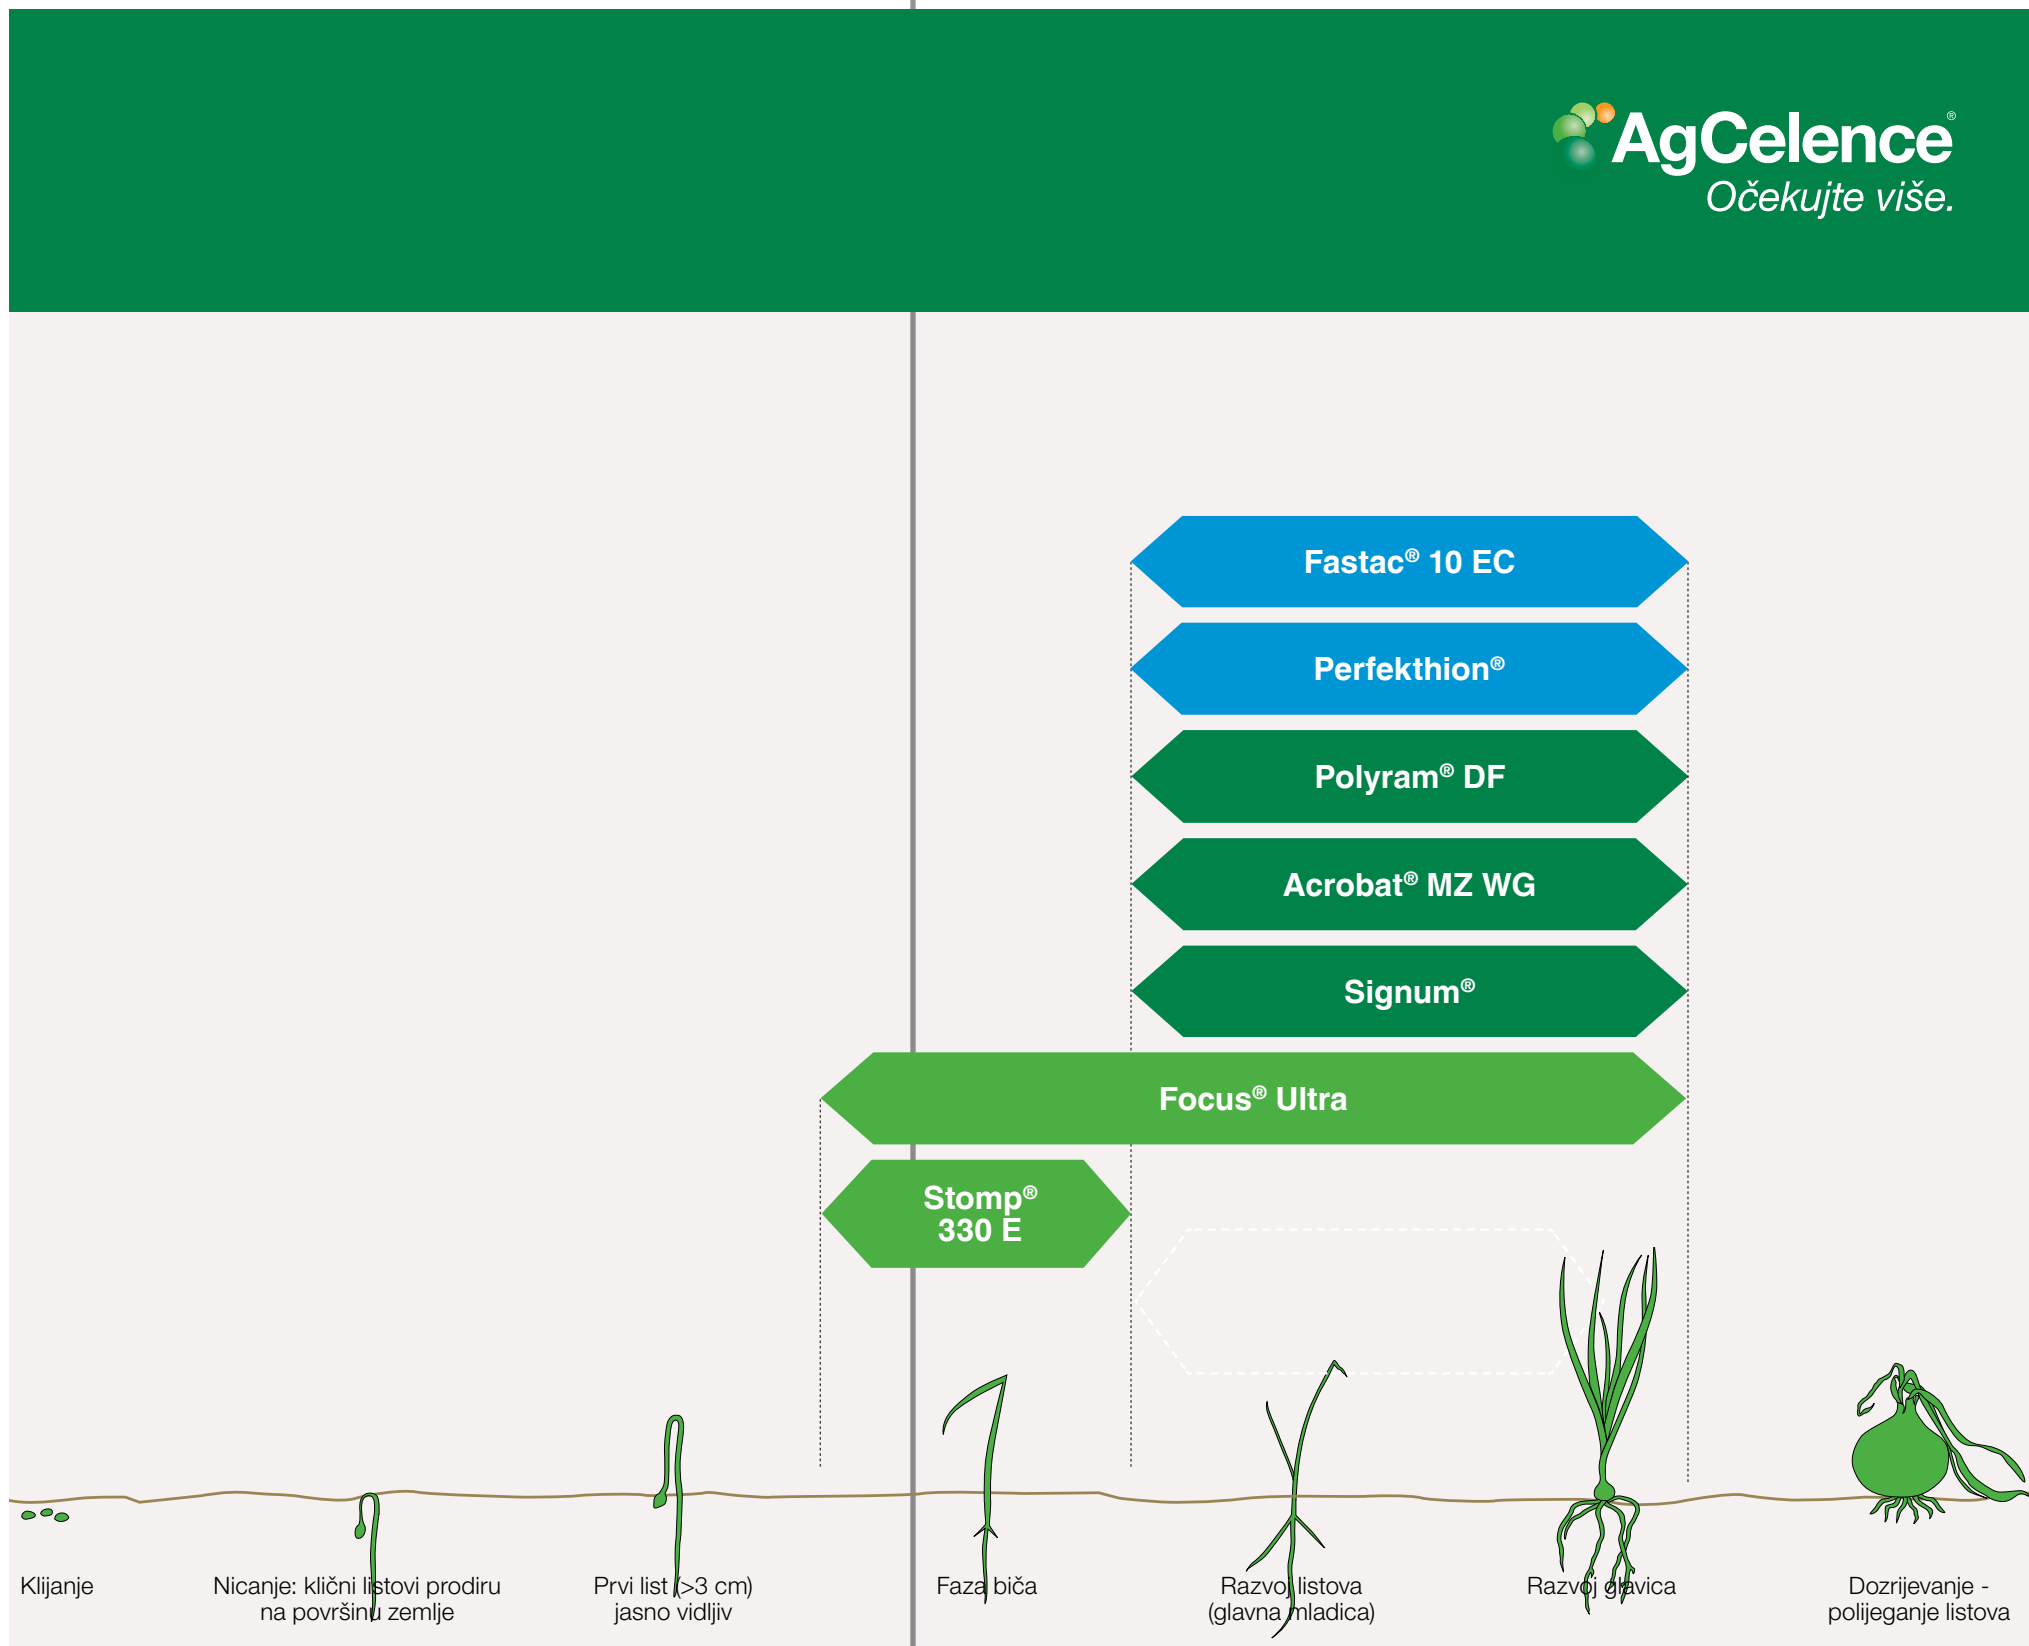 AgCelence®
Očekujte više.
Fastac® 10 EC
Perfekthion®
Polyram® DF
Acrobat® MZ WG
Signum®
Focus® Ultra
Stomp®
330 E
Klijanje
Nicanje: klični listovi prodiru
na površinu zemlje
Prvi list (>3 cm)
jasno vidljiv
Faza biča
Razvoj listova
(glavna mladica)
Razvoj glavica
Dozrijevanje -
polijeganje listova